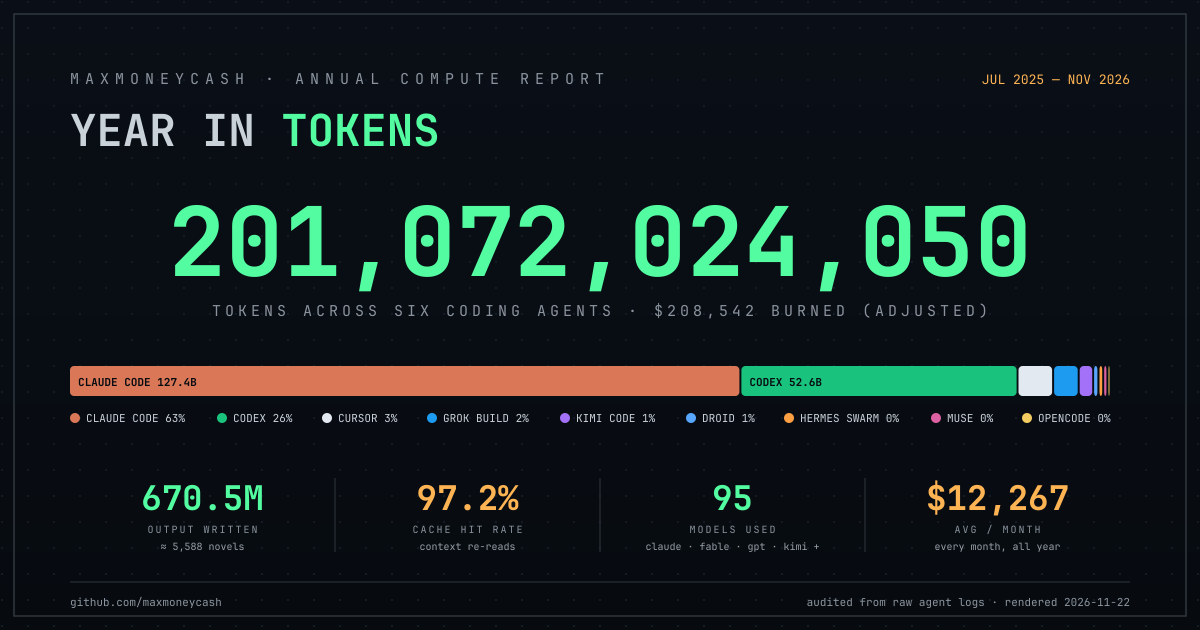 MAXMONEYCASH · ANNUAL COMPUTE REPORT
JUL 2025 — NOV 2026
YEAR IN TOKENS
201,072,024,050
TOKENS ACROSS SIX CODING AGENTS · $208,542 BURNED (ADJUSTED)
CLAUDE CODE 127.4B
CODEX 52.6B
CLAUDE CODE 63% CODEX 26% CURSOR 3% GROK BUILD 2% KIMI CODE 1% DROID 1% HERMES SWARM 0% MUSE 0% OPENCODE 0%
670.5M
OUTPUT WRITTEN
≈ 5,588 novels
97.2%
CACHE HIT RATE
context re-reads
95
MODELS USED
claude · fable · gpt · kimi +
$12,267
AVG / MONTH
every month, all year
github.com/maxmoneycash
audited from raw agent logs · rendered 2026-11-22